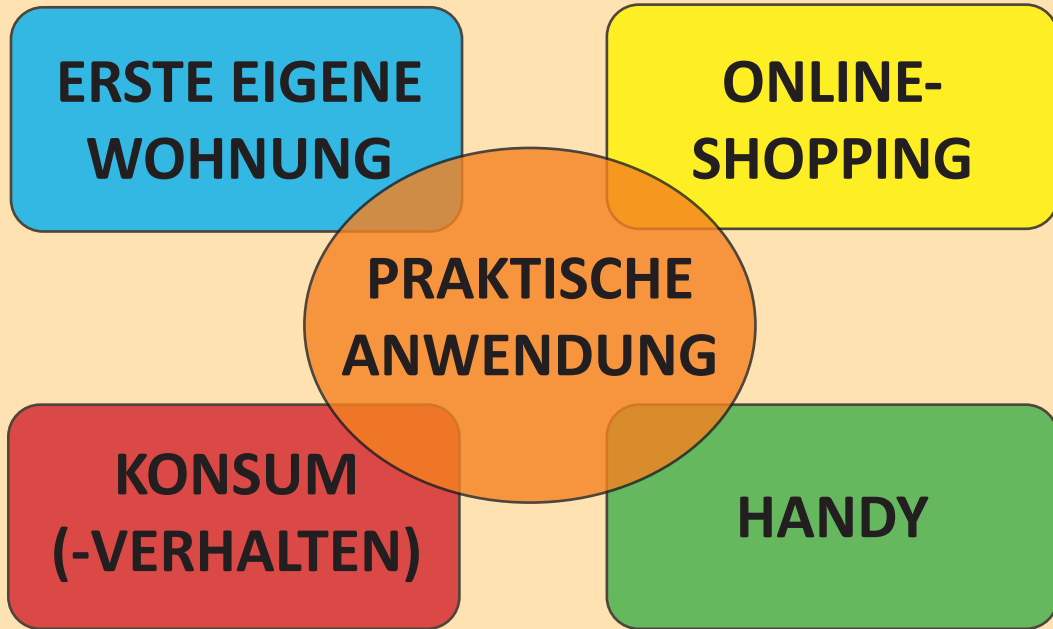 ERSTE EIGENE
WOHNUNG
ONLINE-
SHOPPING
PRAKTISCHE
ANWENDUNG
KONSUM
(-VERHALTEN)
HANDY